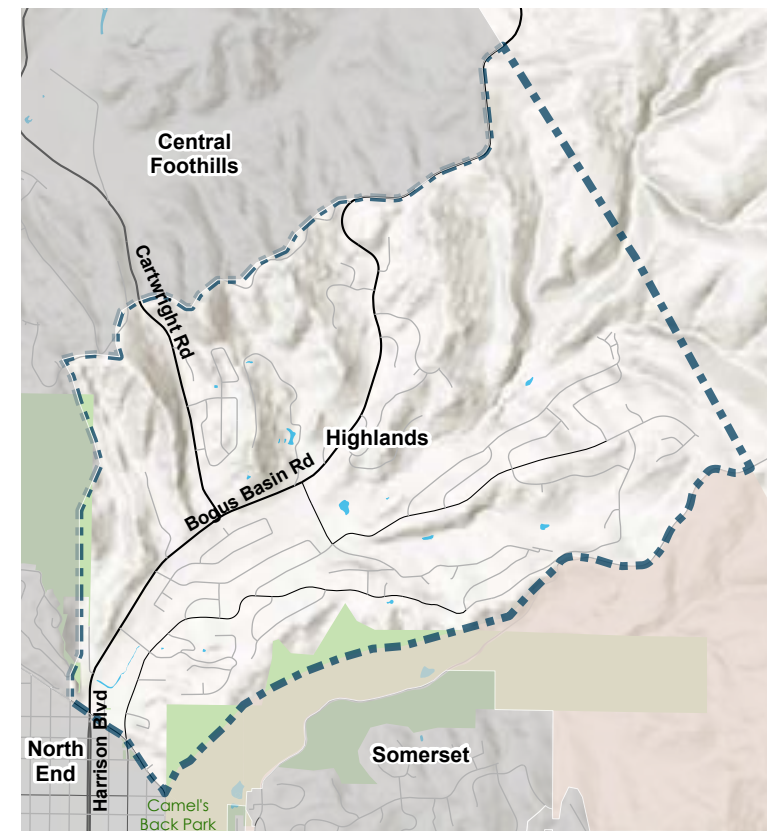 Central
Foothills
Cartwright Rd
Highlands
Bogus Basin Rd
Harrison Blvd
North
End
Somerset
Camel's
Back Park